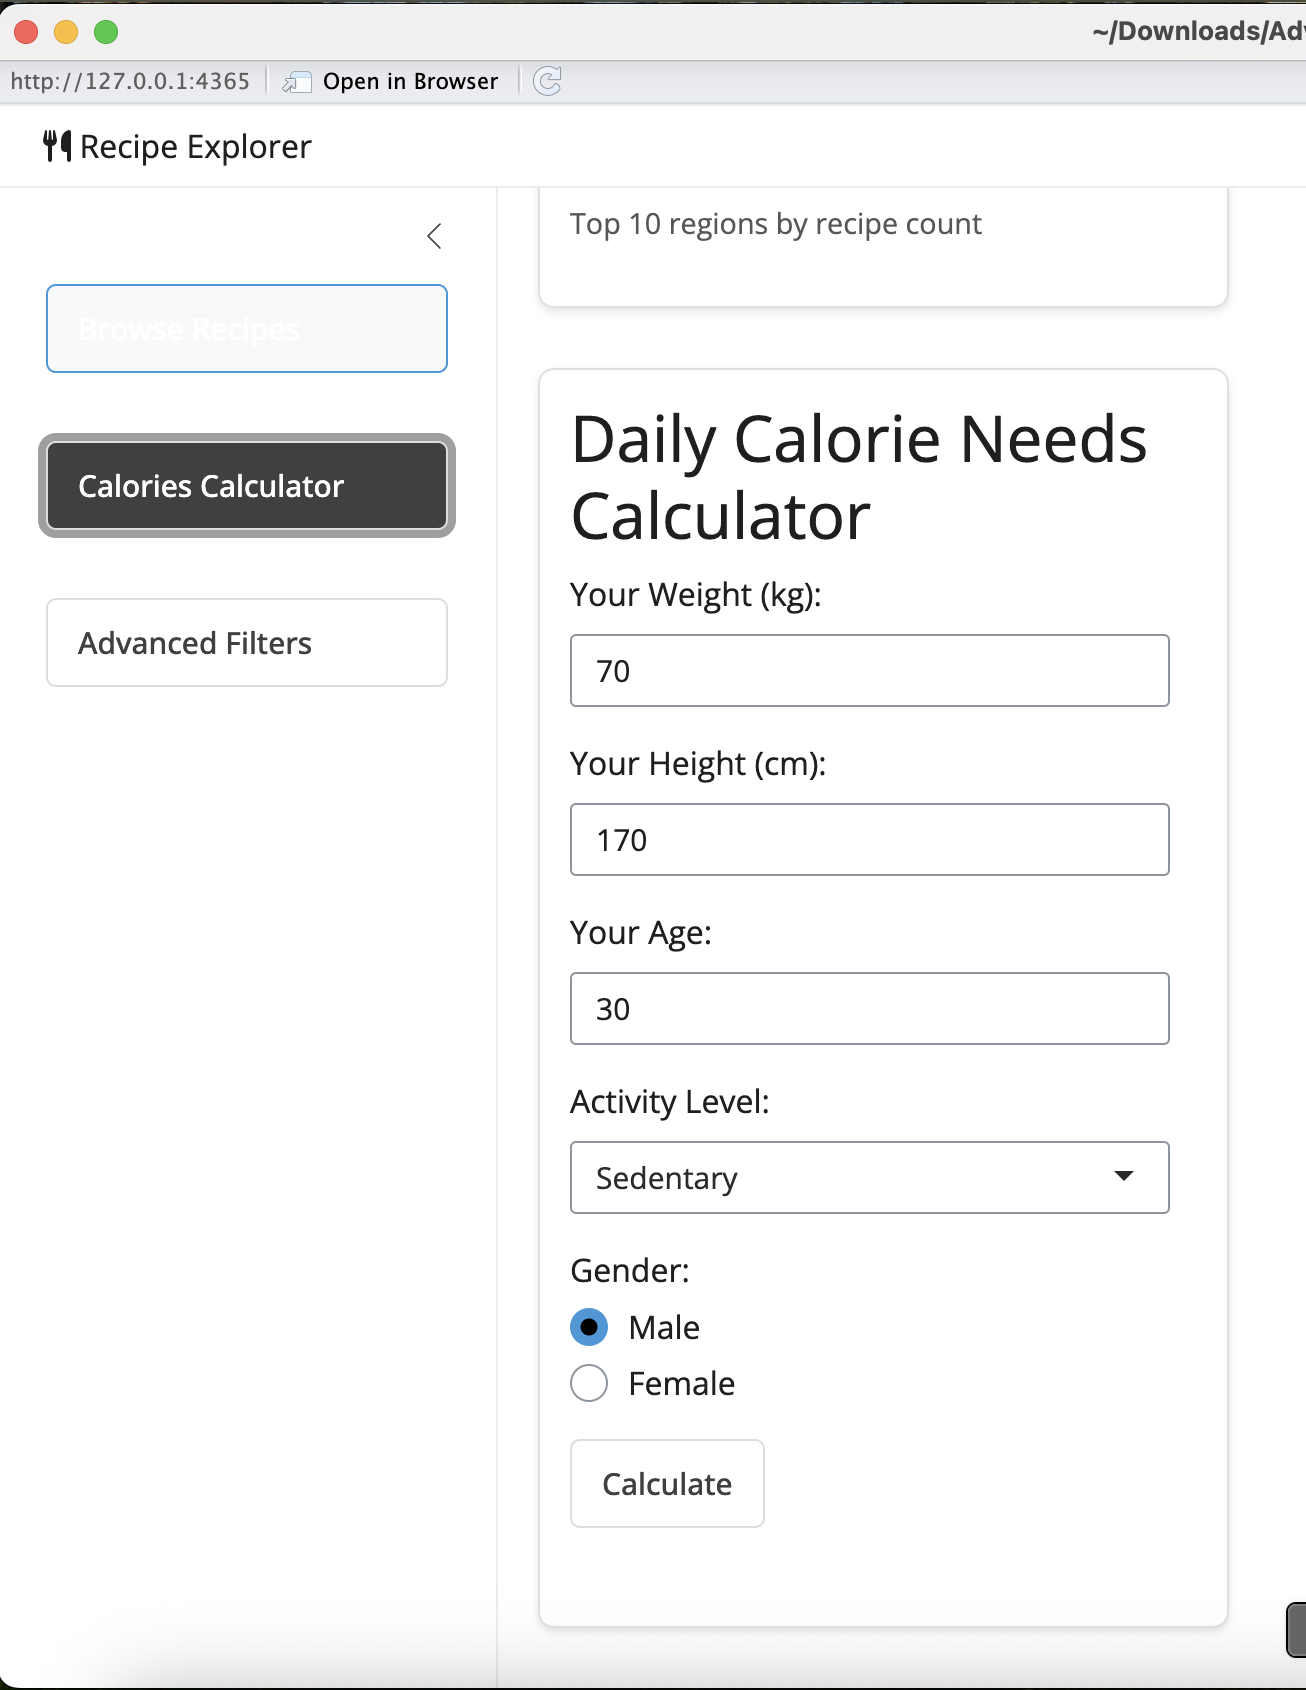 ~/Downloads/Adv
http://127.0.0.1:4365
Open in Browser
Recipe Explorer
Browse Recipes
Calories Calculator
Advanced Filters
Top 10 regions by recipe count
Daily Calorie Needs
Calculator
Your Weight (kg):
70
Your Height (cm):
170
Your Age:
30
Activity Level:
Sedentary
Gender:
Male
Female
Calculate